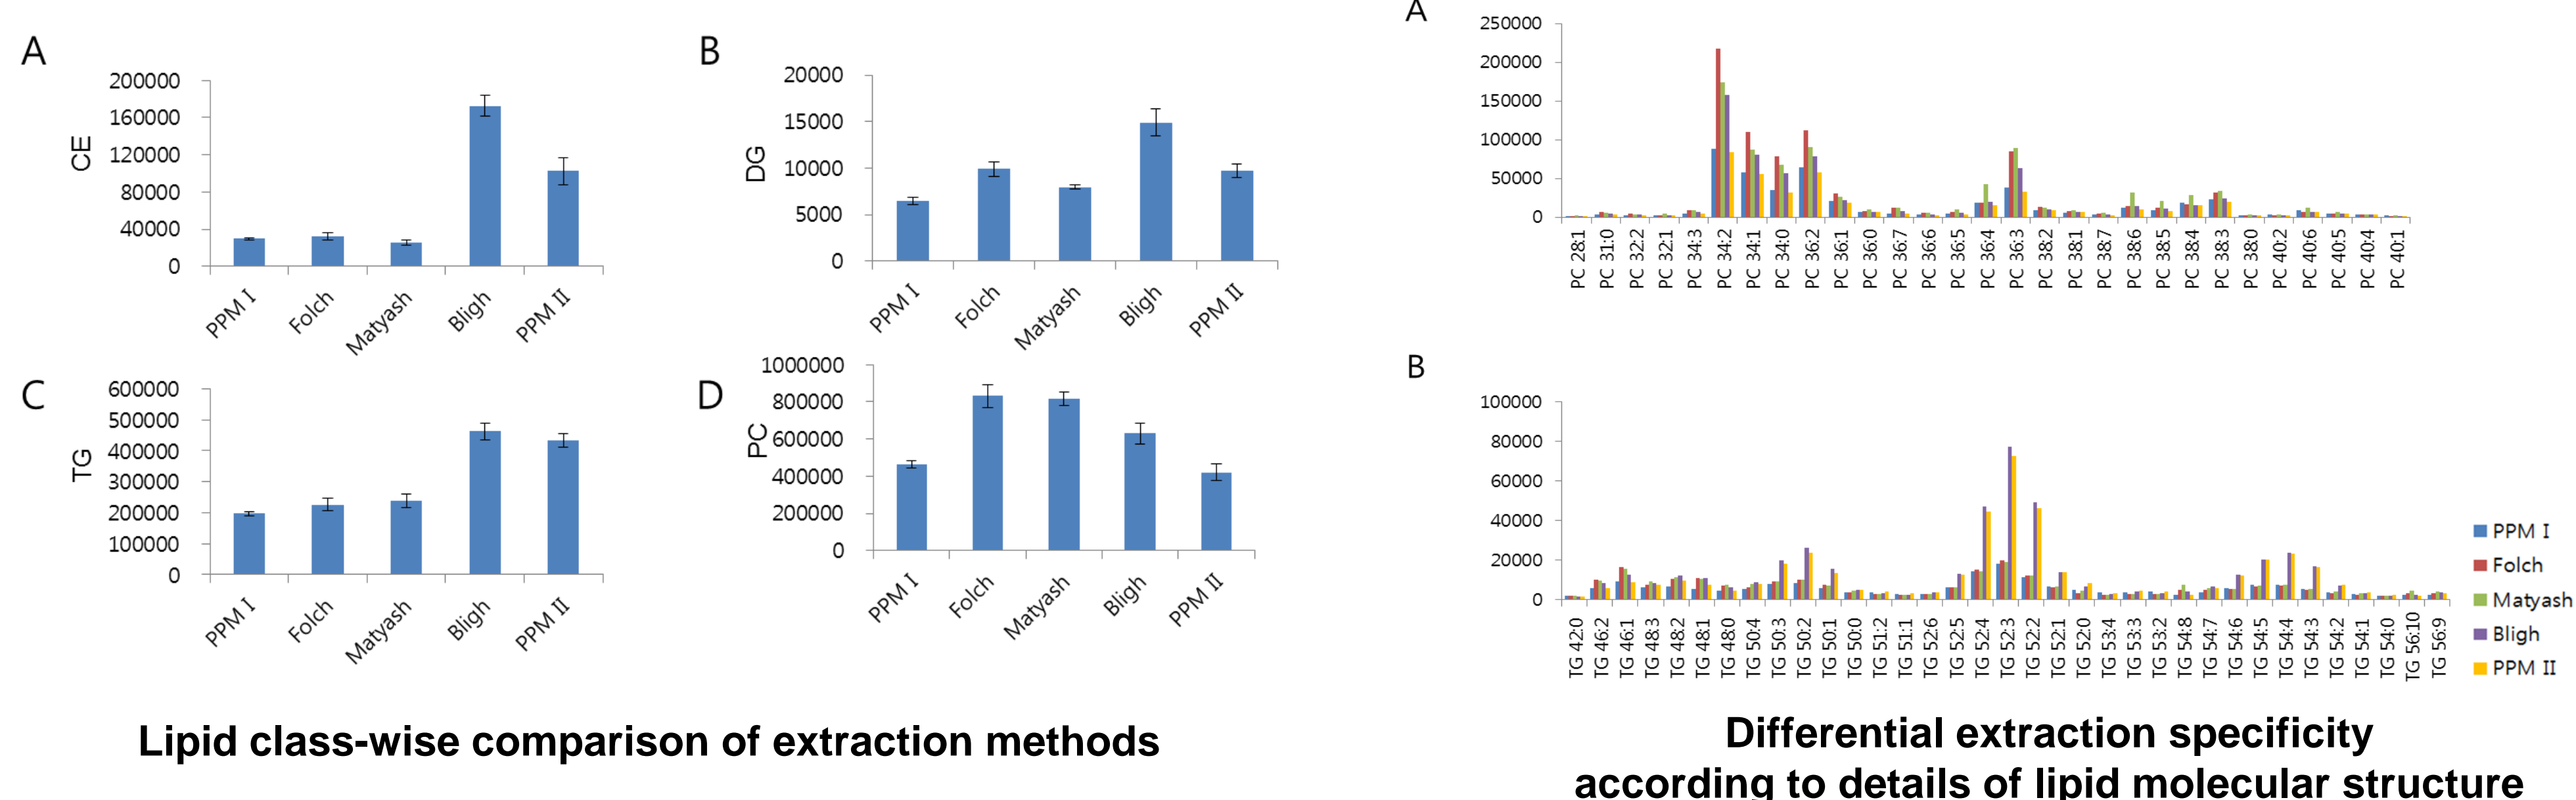 A
CE
200000
160000
120000
80000
40000
0
PPM I
Folch
Matyash
Bligh
PPM II
B
DG
20000
15000
10000
5000
0
PPM I
Folch
Matyash
Bligh
PPM II
C
TG
600000
500000
400000
300000
200000
100000
0
PPM I
Folch
Matyash
Bligh
PPM II
D
PC
1000000
800000
600000
400000
200000
0
PPM I
Folch
Matyash
Bligh
PPM II
Lipid class-wise comparison of extraction methods
A
250000
200000
150000
100000
50000
0
PC 28:1
PC 31:0
PC 32:2
PC 32:1
PC 34:3
PC 34:2
PC 34:1
PC 34:0
PC 36:2
PC 36:1
PC 36:0
PC 36:7
PC 36:6
PC 36:5
PC 36:4
PC 36:3
PC 38:2
PC 38:1
PC 38:7
PC 38:6
PC 38:5
PC 38:4
PC 38:3
PC 38:0
PC 40:2
PC 40:6
PC 40:5
PC 40:4
PC 40:1
B
100000
80000
60000
40000
20000
0
TG 42:0
TG 46:2
TG 46:1
TG 48:3
TG 48:2
TG 48:1
TG 48:0
TG 50:4
TG 50:3
TG 50:2
TG 50:1
TG 50:0
TG 51:2
TG 51:1
TG 52:6
TG 52:5
TG 52:4
TG 52:3
TG 52:2
TG 52:1
TG 52:0
TG 53:4
TG 53:3
TG 53:2
TG 54:8
TG 54:7
TG 54:6
TG 54:5
TG 54:4
TG 54:3
TG 54:2
TG 54:1
TG 54:0
TG 56:10
TG 56:9
PPM I
Folch
Matyash
Bligh
PPM II
Differential extraction specificity
according to details of lipid molecular structure